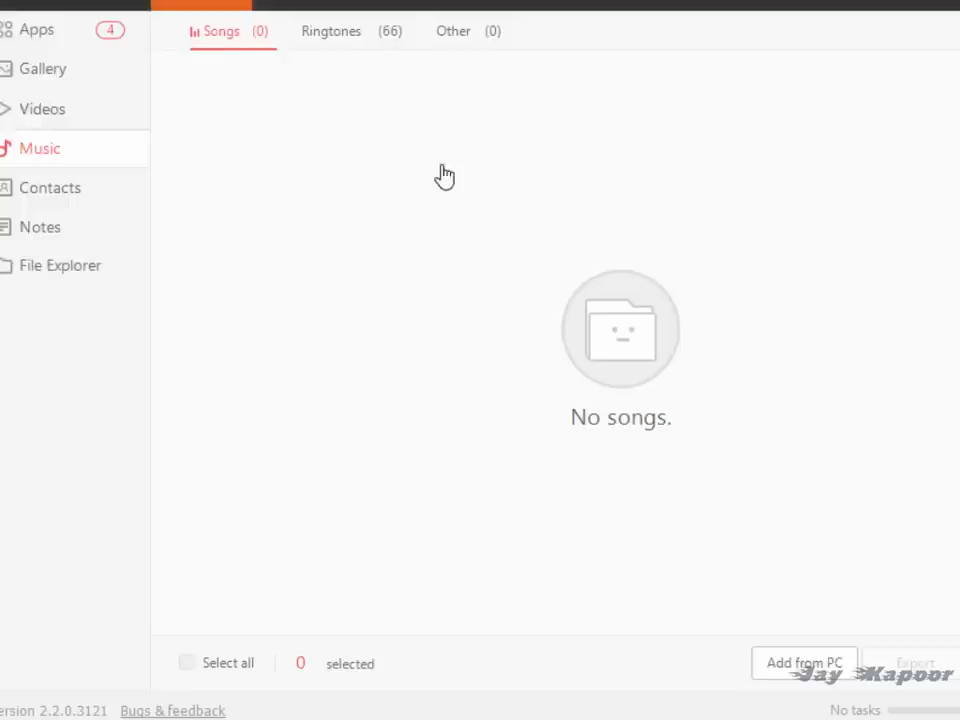 Apps 4
Songs (0) Ringtones (66) Other (0)
Gallery
Videos
Music
Contacts
Notes
File Explorer
No songs.
Select all 0 selected
Add from PC Export
Jay Kapoor
ersion 2.2.0.3121 Bugs & feedback
No tasks